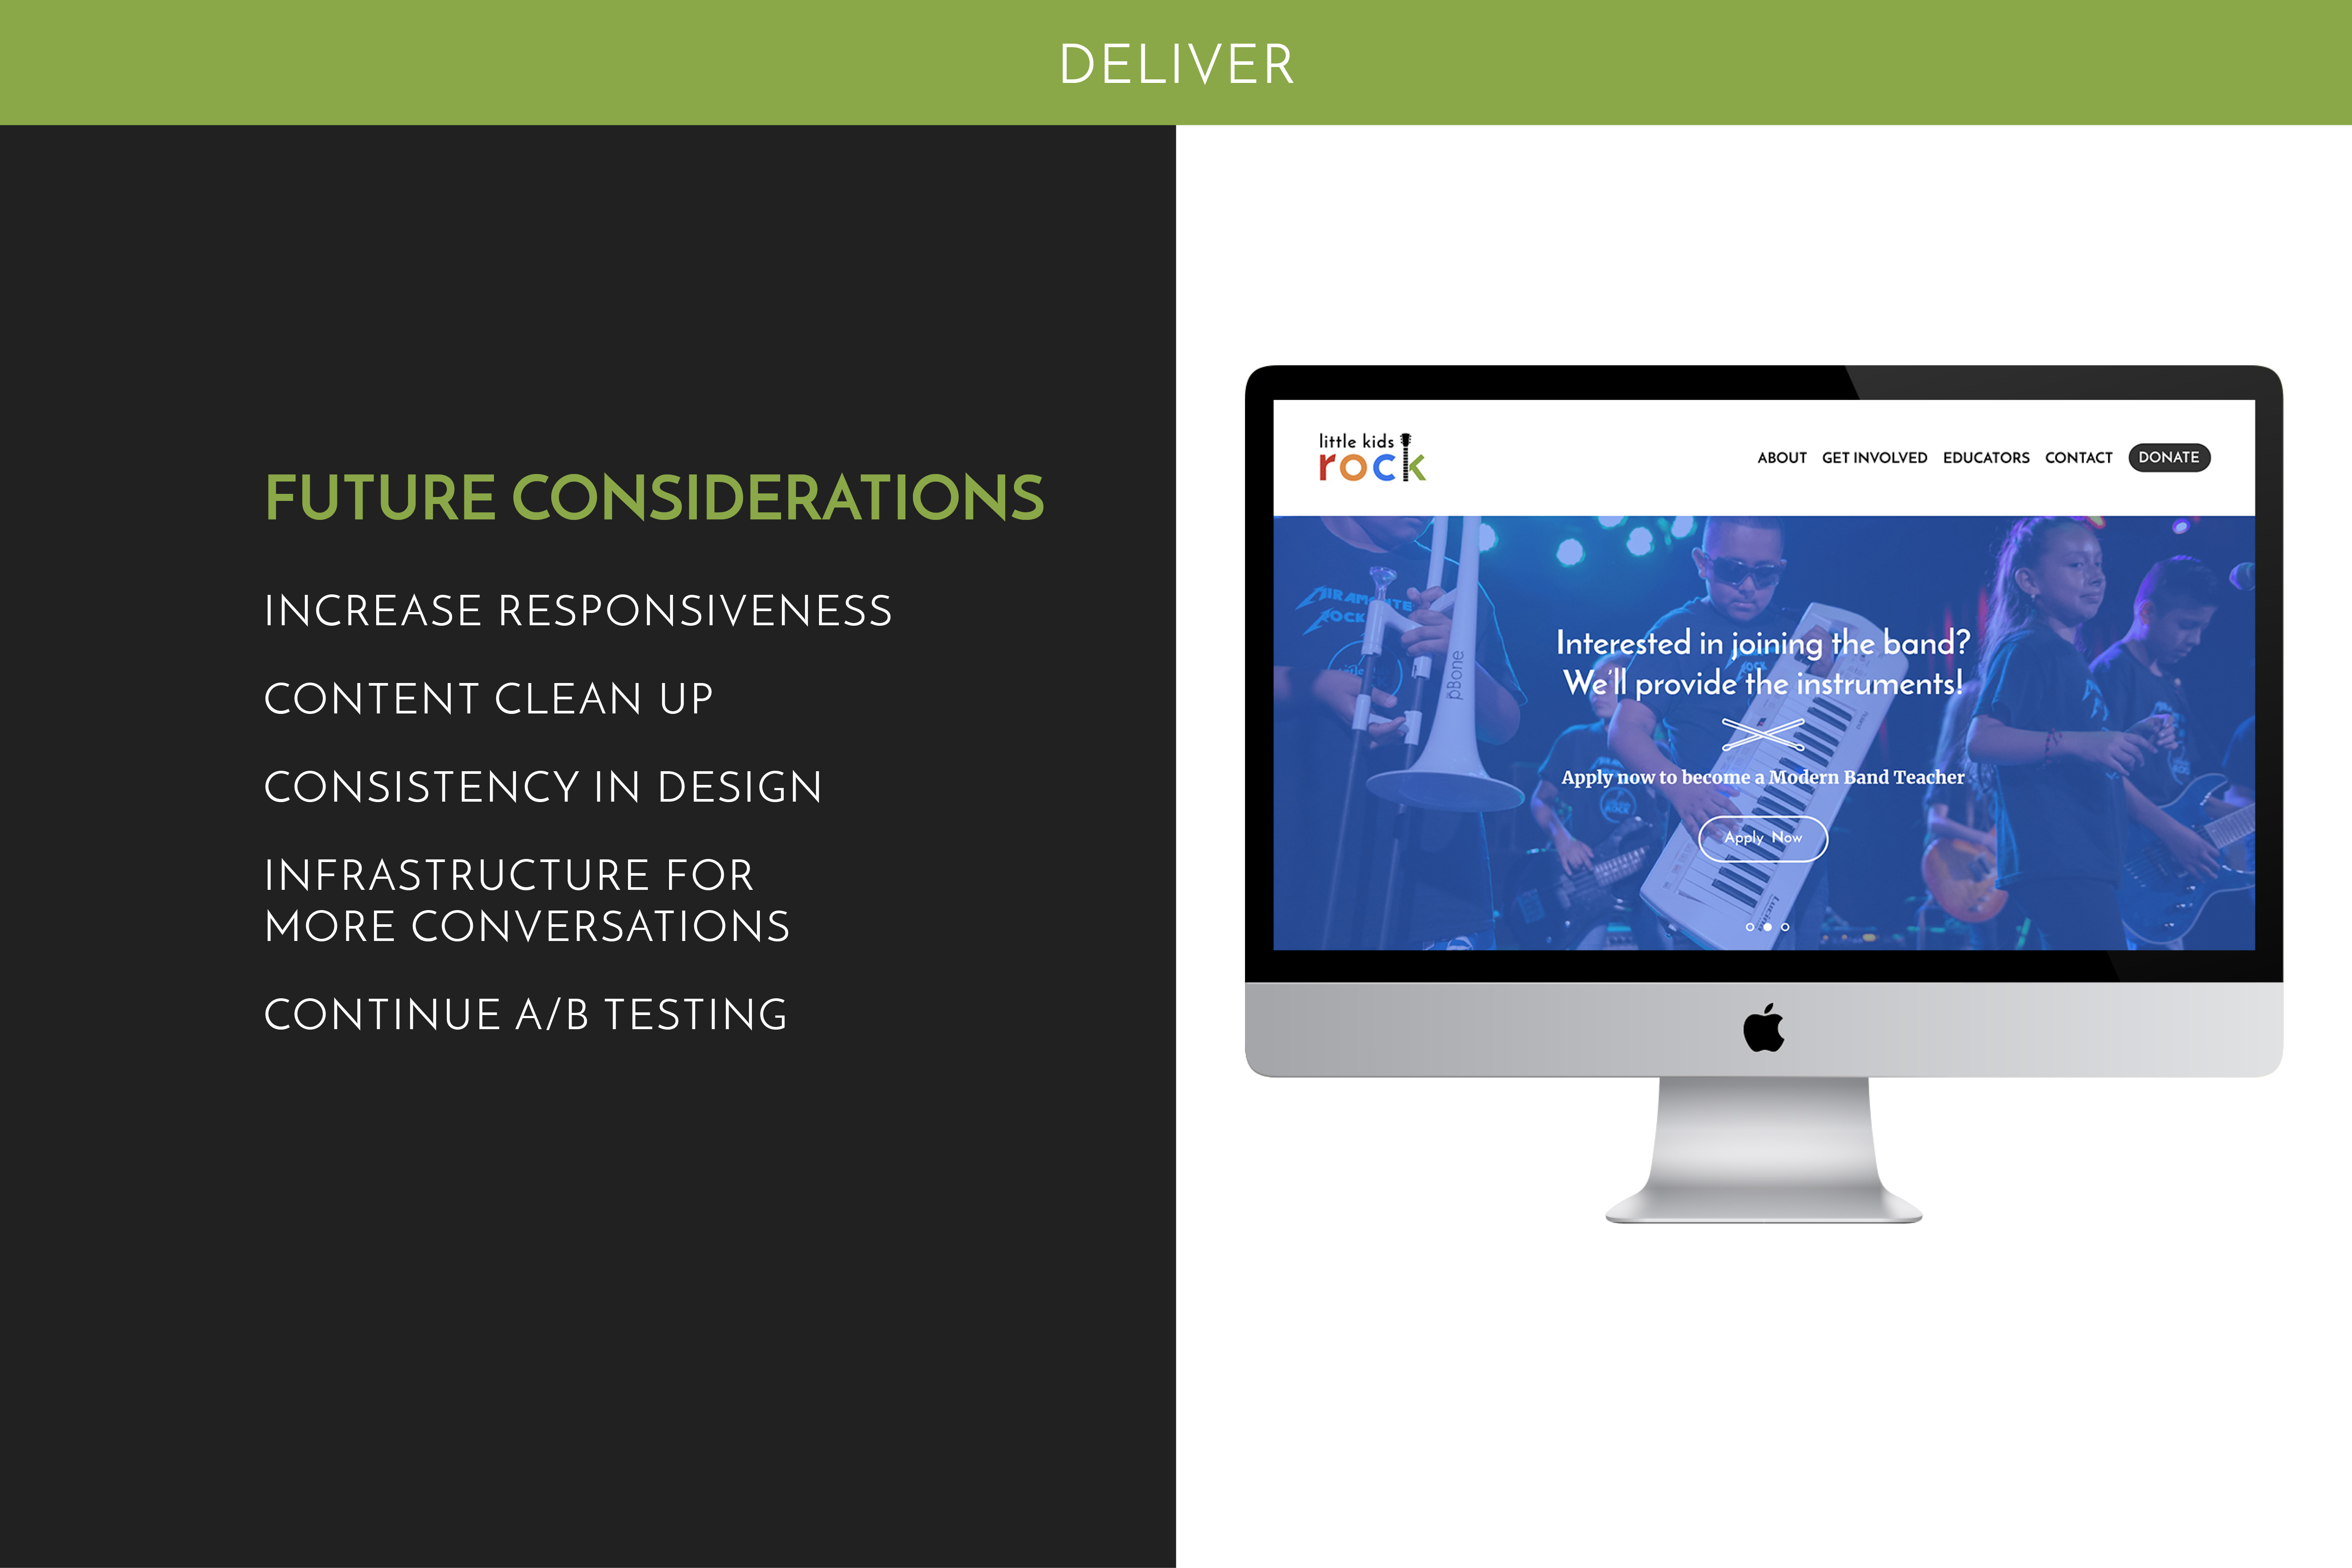 DELIVER
FUTURE CONSIDERATIONS
INCREASE RESPONSIVENESS
CONTENT CLEAN UP
CONSISTENCY IN DESIGN
INFRASTRUCTURE FOR
MORE CONVERSATIONS
CONTINUE A/B TESTING
little kids
rock
ABOUT GET INVOLVED EDUCATORS CONTACT DONATE
MIRAMONTE
ROCK
pBone
Interested in joining the band?
We'll provide the instruments!
Apply now to become a Modern Band Teacher
Apply Now